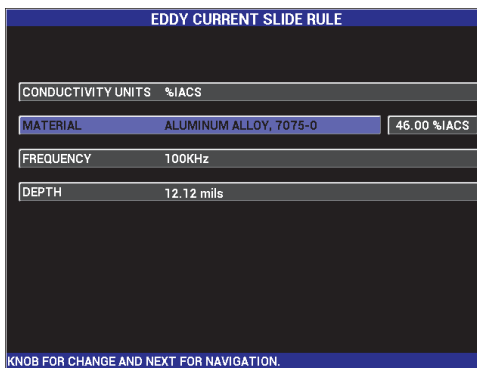 EDDY CURRENT SLIDE RULE
CONDUCTIVITY UNITS %IACS
MATERIAL ALUMINUM ALLOY, 7075-0 46.00 %IACS
FREQUENCY 100KHz
DEPTH 12.12 mils
KNOB FOR CHANGE AND NEXT FOR NAVIGATION.